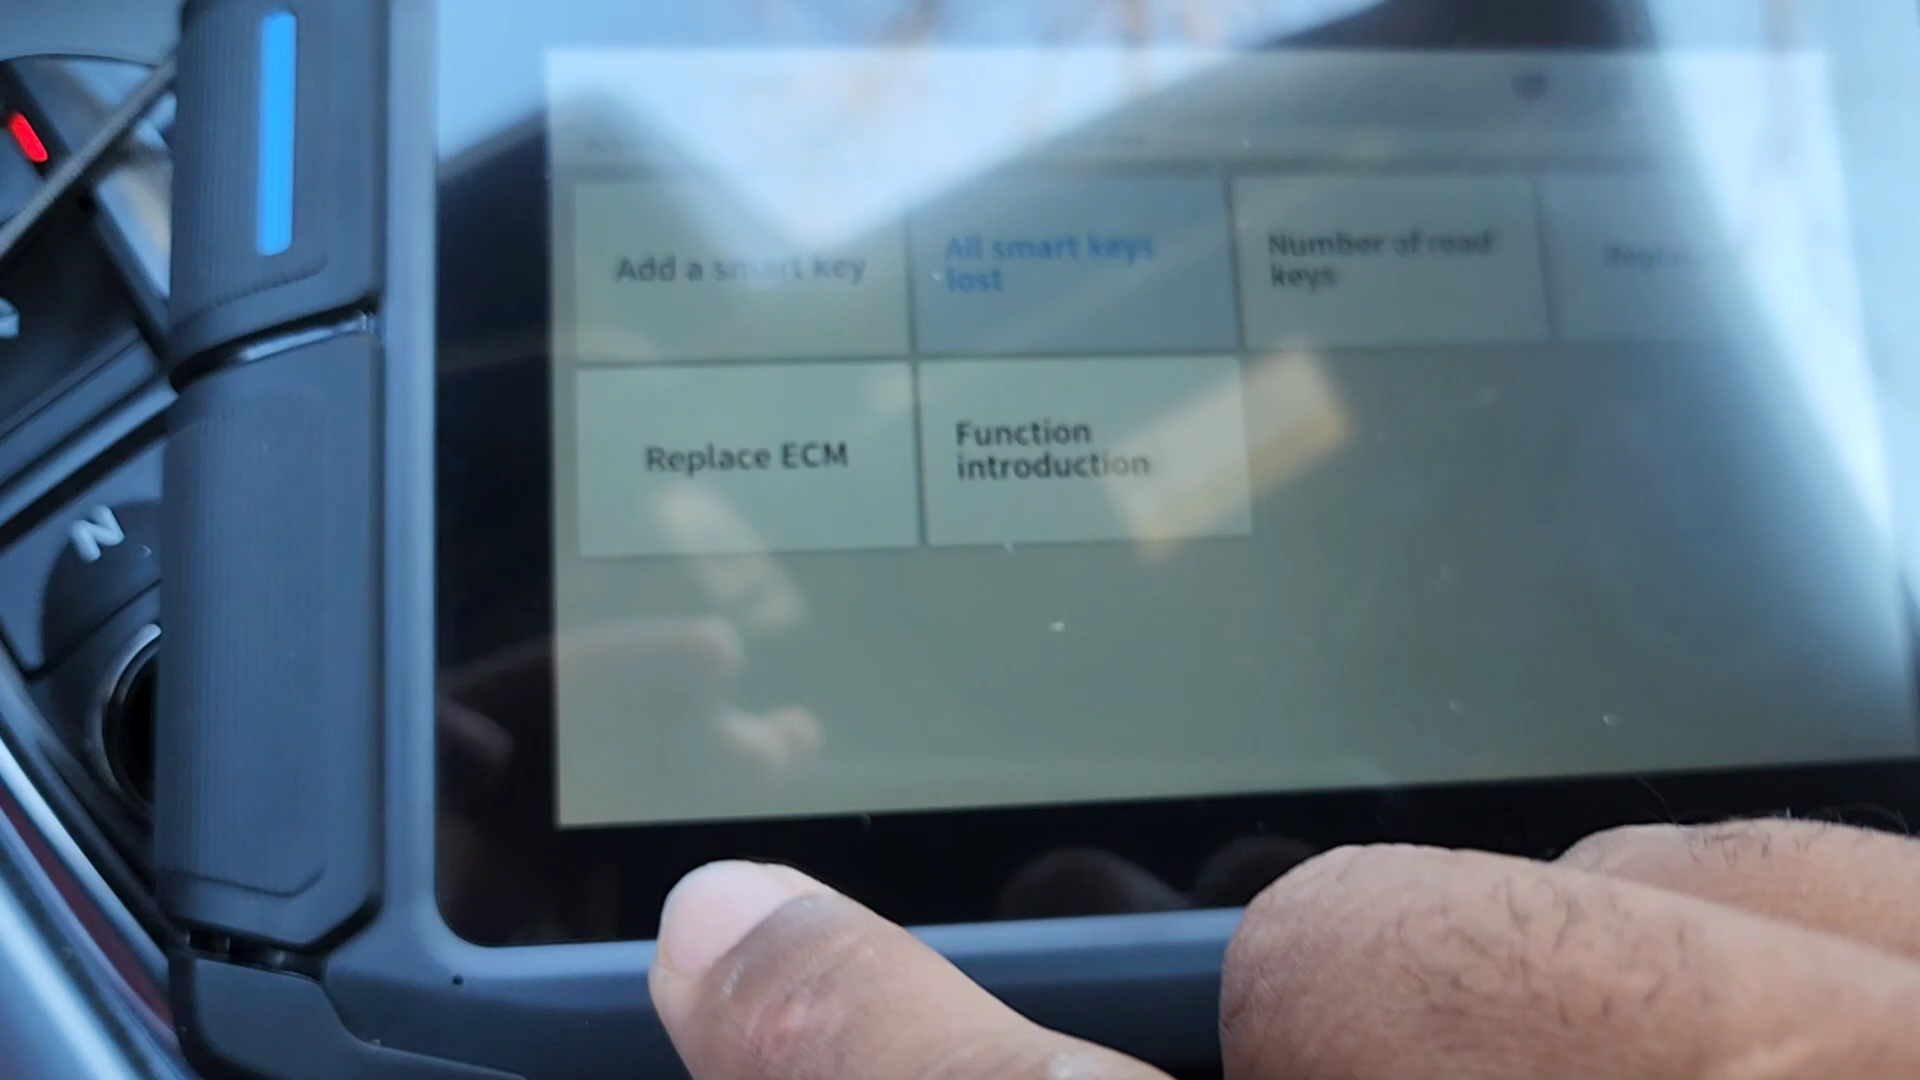 Add a smart key
All smart keys
lost
Number of read
keys
Replace ECM
Function
introduction
N